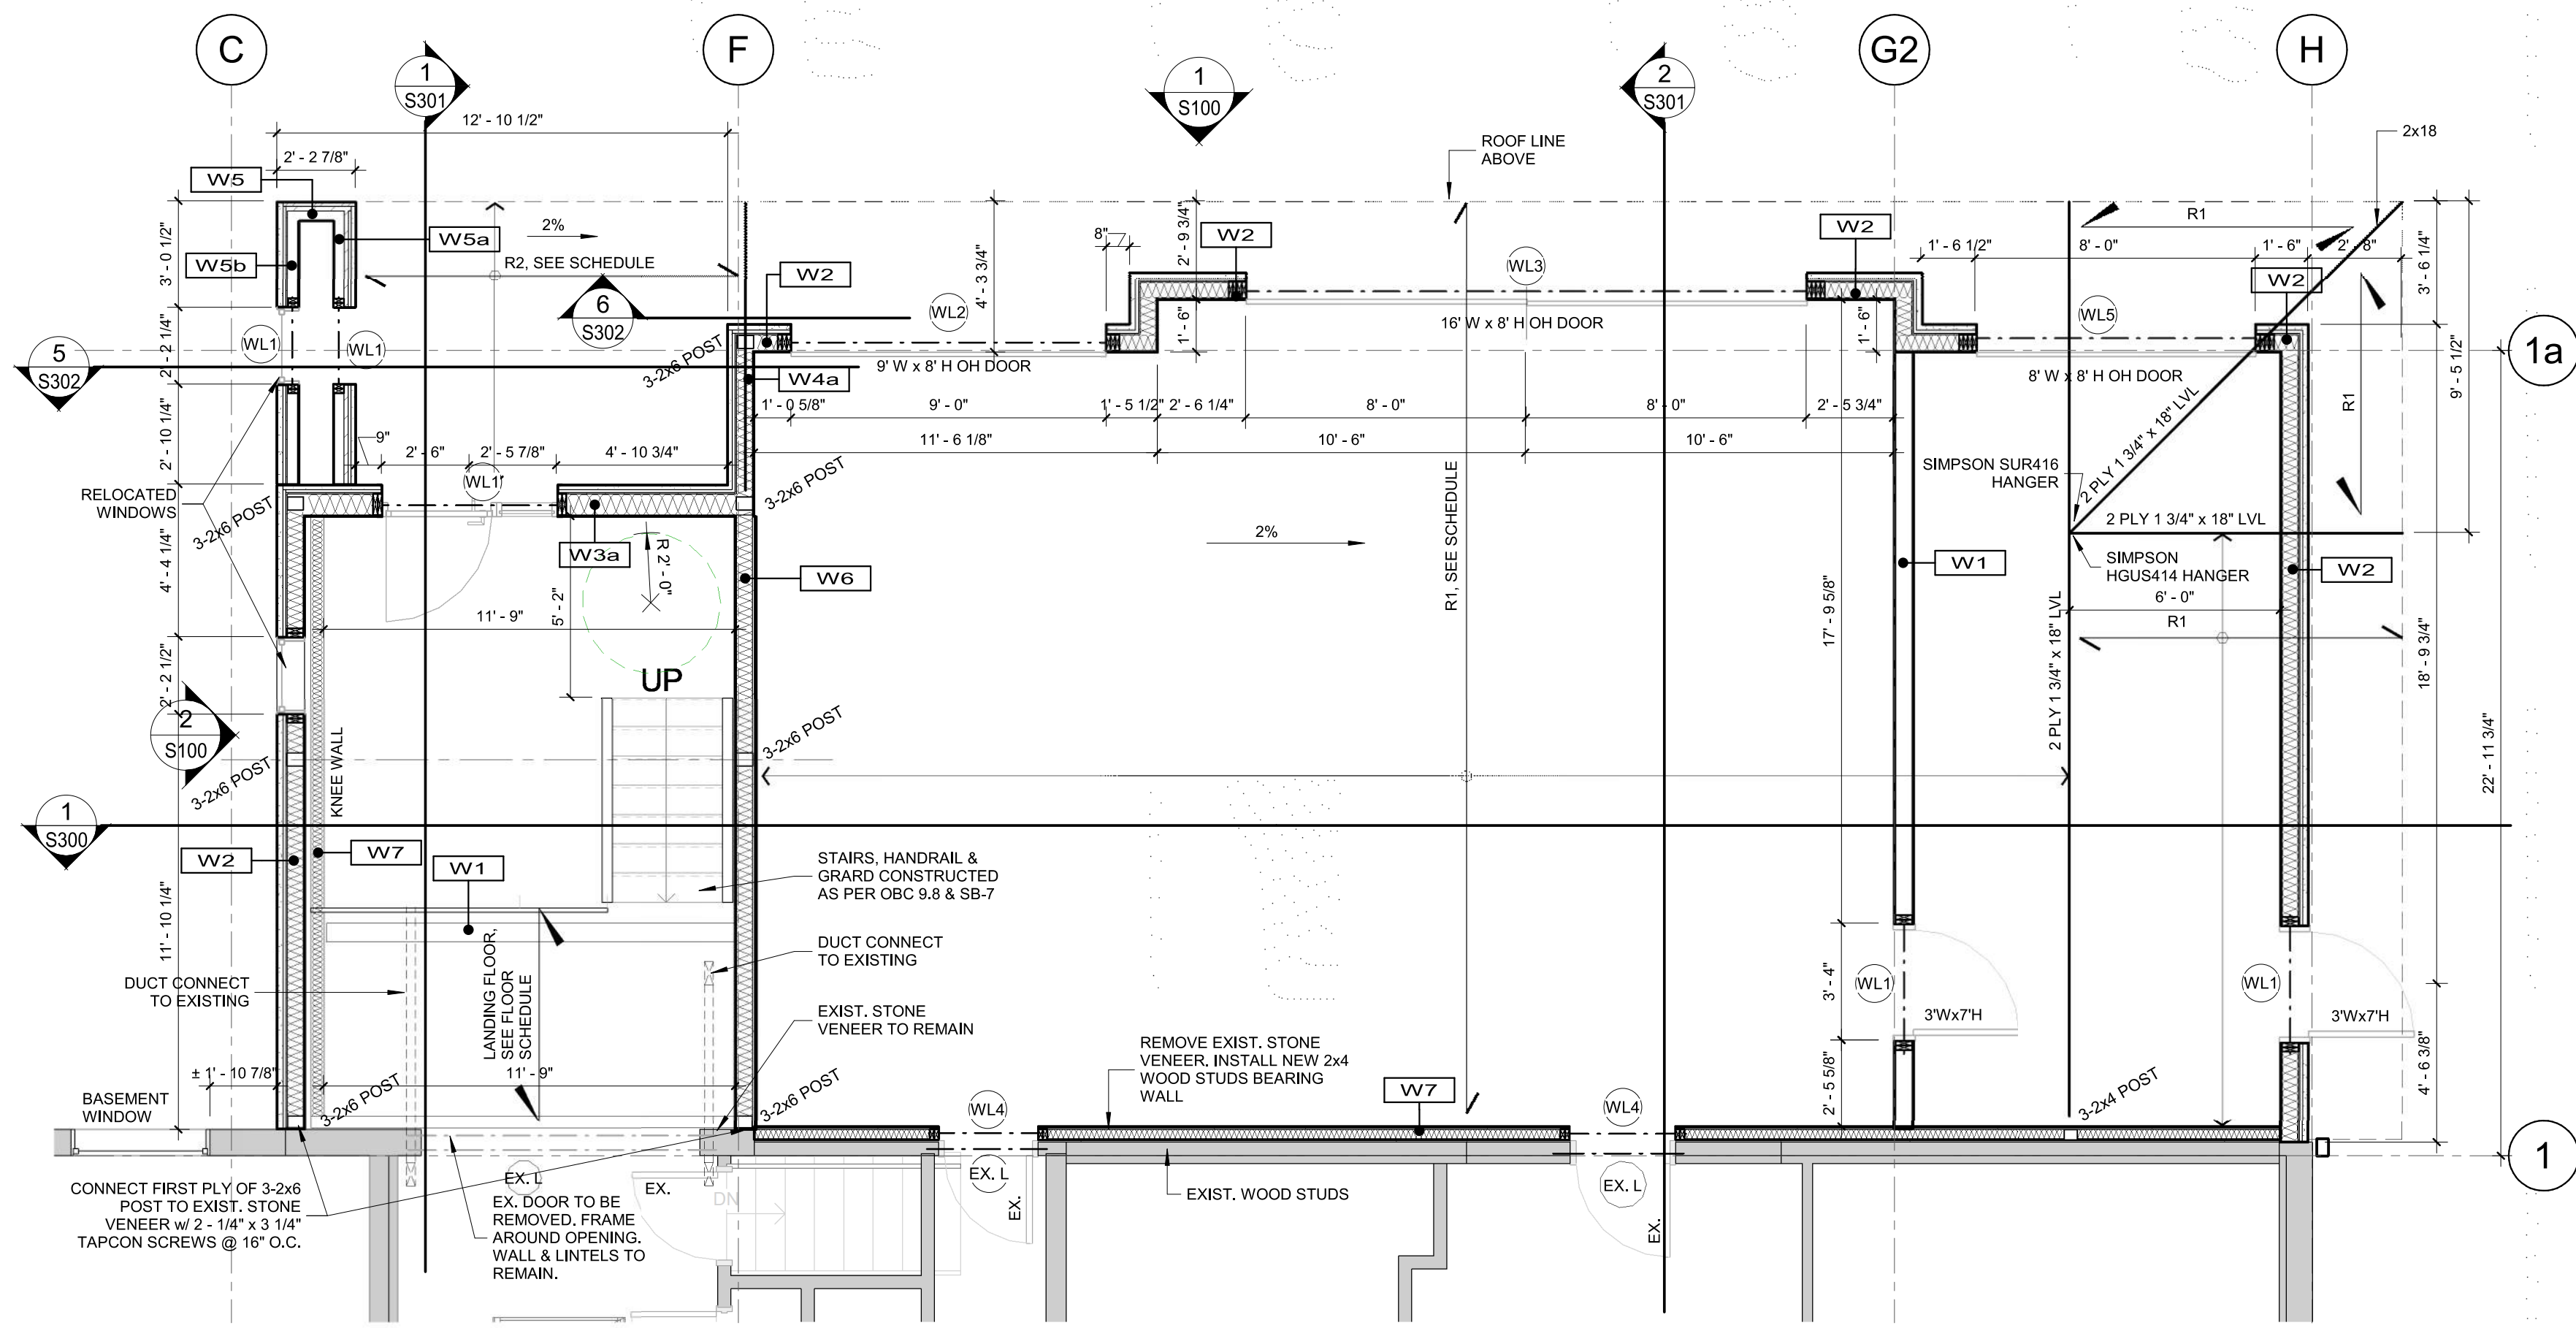 C
F
G2
H
1
S301
1
S100
2
S301
12' - 10 1/2"
2' - 2 7/8"
ROOF LINE
ABOVE
2x18
W5
W5a
W5b
2%
R2, SEE SCHEDULE
3' - 0 1/2"
6
S302
W2
WL2
4' - 3 3/4"
8"
2' - 9 3/4"
1' - 6"
W2
WL3
16' W x 8' H OH DOOR
W2
1' - 6"
R1
1' - 6 1/2"
8' - 0"
1' - 6"
2' - 8"
W2
WL5
8' W x 8' H OH DOOR
3' - 6 1/4"
R1
9' - 5 1/2"
1a
5
S302
WL1
WL1
2' - 2 1/4"
3-2x6 POST
W4a
9' W x 8' H OH DOOR
1' - 0 5/8"
9' - 0"
1' - 5 1/2"
2' - 6 1/4"
8' - 0"
8' - 0"
2' - 5 3/4"
11' - 6 1/8"
10' - 6"
10' - 6"
2' - 10 1/4"
9"
2' - 6"
2' - 5 7/8"
4' - 10 3/4"
WL1
RELOCATED
WINDOWS
3-2x6 POST
3-2x6 POST
W3a
R 2' - 0"
2%
R1, SEE SCHEDULE
SIMPSON SUR416
HANGER
2 PLY 1 3/4" x 18" LVL
2 PLY 1 3/4" x 18" LVL
SIMPSON
HGUS414 HANGER
W1
W2
6' - 0"
R1
4' - 4 1/4"
W6
11' - 9"
5' - 2"
17' - 9 5/8"
2 PLY 1 3/4" x 18" LVL
18' - 9 3/4"
2' - 2 1/2"
UP
2
S100
3-2x6 POST
3-2x6 POST
KNEE WALL
22' - 11 3/4"
1
S300
W2
W7
W1
STAIRS, HANDRAIL &
GRARD CONSTRUCTED
AS PER OBC 9.8 & SB-7
11' - 10 1/4"
LANDING FLOOR,
SEE FLOOR
SCHEDULE
DUCT CONNECT
TO EXISTING
DUCT CONNECT
TO EXISTING
EXIST. STONE
VENEER TO REMAIN
3' - 4"
WL1
3'Wx7'H
WL1
3'Wx7'H
REMOVE EXIST. STONE
VENEER. INSTALL NEW 2x4
WOOD STUDS BEARING
WALL
W7
2' - 5 5/8"
4' - 6 3/8"
± 1' - 10 7/8"
11' - 9"
BASEMENT
WINDOW
3-2x6 POST
3-2x6 POST
WL4
WL4
3-2x4 POST
1
CONNECT FIRST PLY OF 3-2x6
POST TO EXIST. STONE
VENEER w/ 2 - 1/4" x 3 1/4"
TAPCON SCREWS @ 16" O.C.
EX. L
EX. DOOR TO BE
REMOVED. FRAME
AROUND OPENING.
WALL & LINTELS TO
REMAIN.
EX.
DN
EX. L
EX.
EXIST. WOOD STUDS
EX. L
EX.